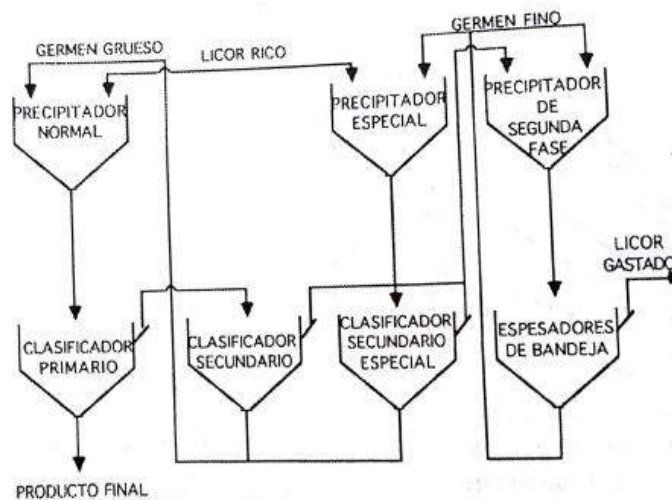 GERMEN FINO
GERMEN GRUESO
LICOR RICO
PRECIPITADOR
NORMAL
PRECIPITADOR
ESPECIAL
PRECIPITADOR
DE
SEGUNDA
FASE
LICOR
GASTADO
CLASIFICADOR
PRIMARIO
CLASIFICADOR
SECUNDARIO
CLASIFICADOR
SECUNDARIO
ESPECIAL
ESPESADORES
DE BANDEJA
PRODUCTO FINAL